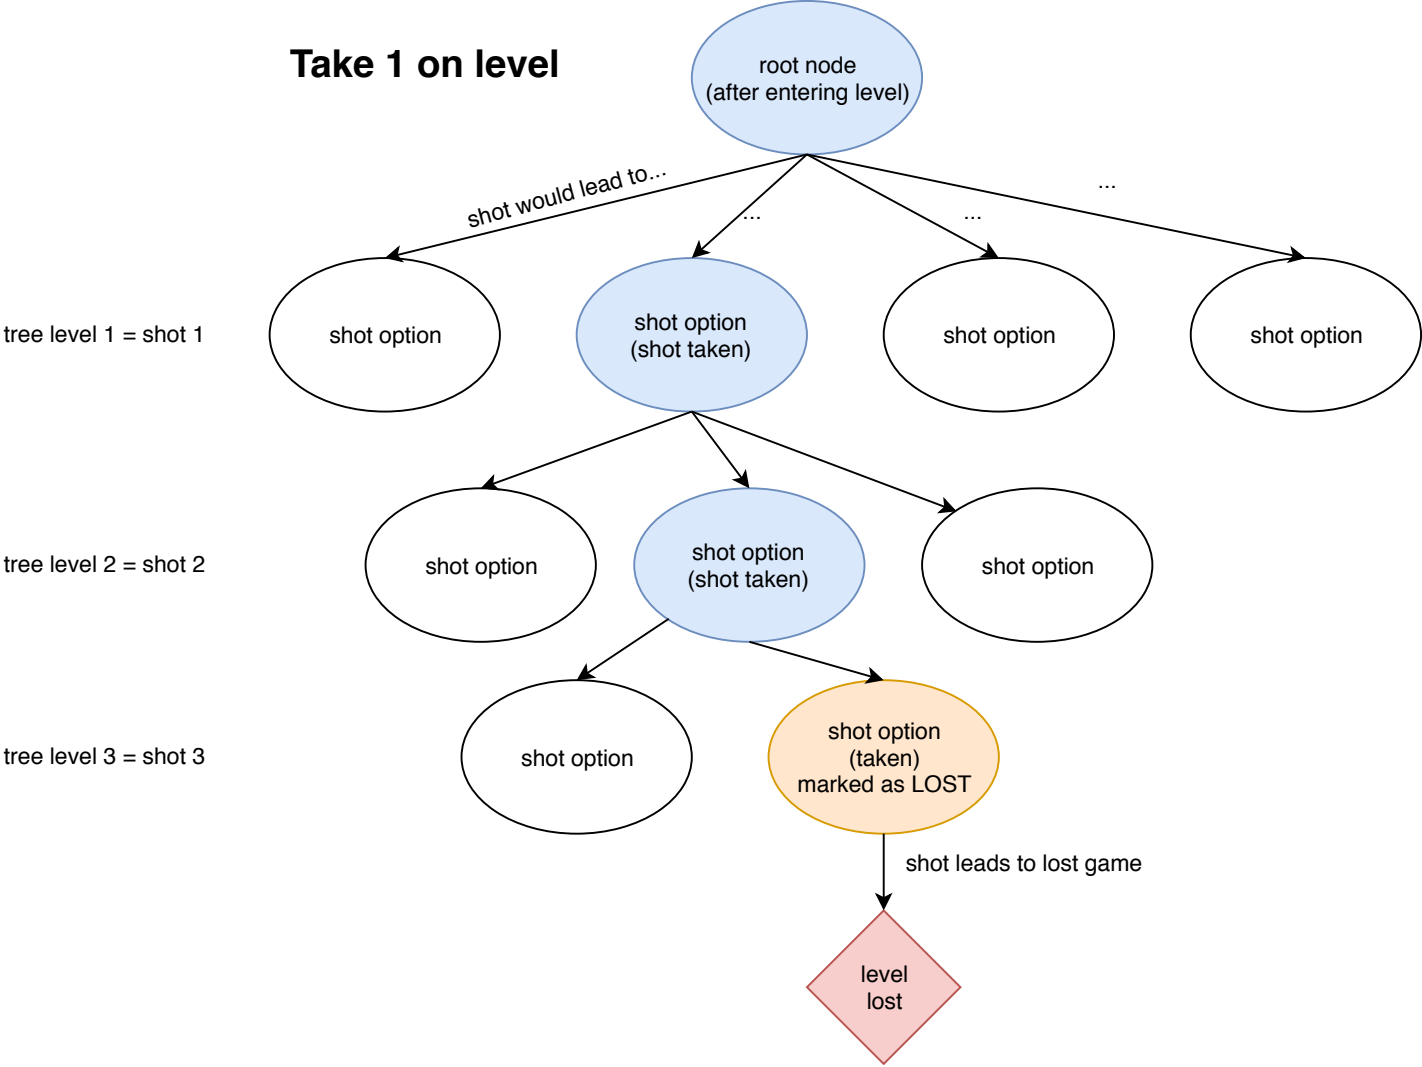 Take 1 on level
root node
(after entering level)
shot would lead to...
...
...
...
tree level 1 = shot 1
shot option
shot option
(shot taken)
shot option
shot option
tree level 2 = shot 2
shot option
shot option
(shot taken)
shot option
tree level 3 = shot 3
shot option
shot option
(taken)
marked as LOST
shot leads to lost game
level
lost